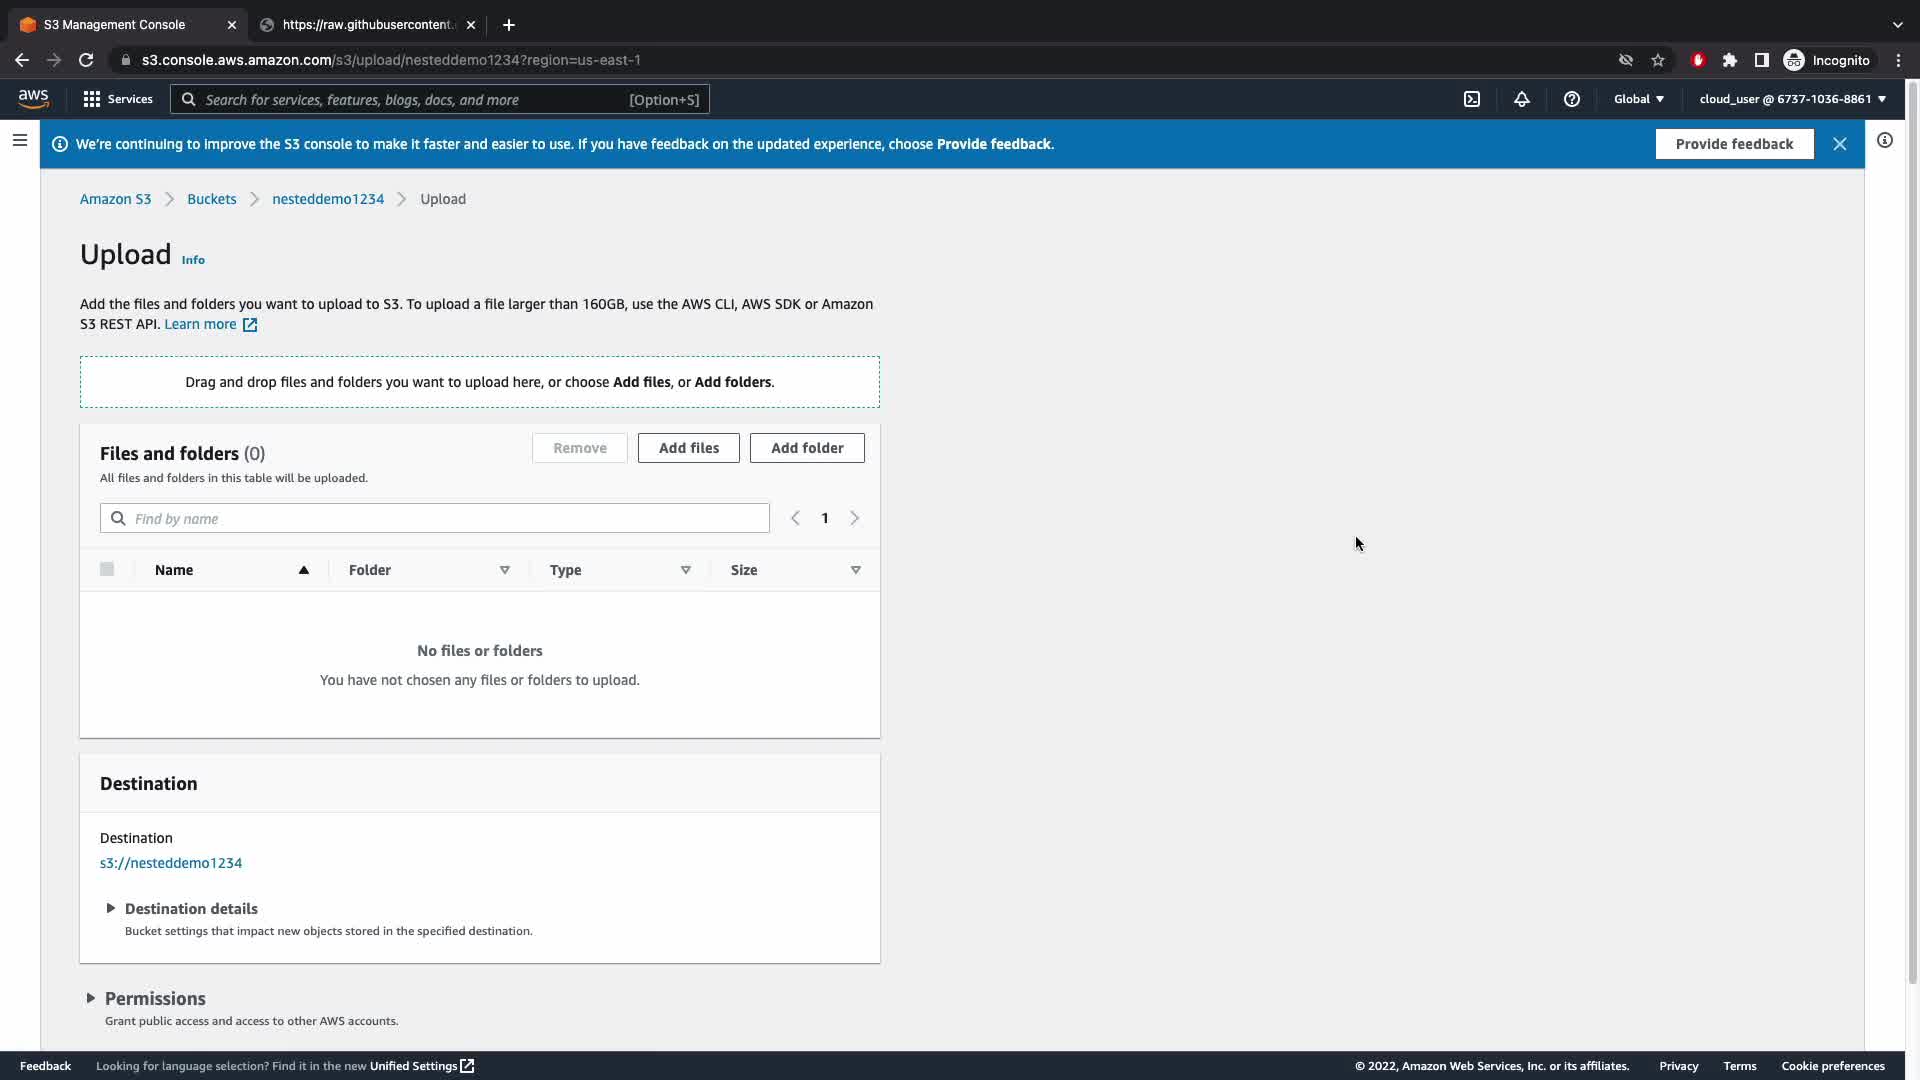 S3 Management Console
https://raw.githubusercontent.
s3.console.aws.amazon.com/s3/upload/nesteddemo1234?region=us-east-1
Incognito
aws
Services
Search for services, features, blogs, docs, and more
[Option+S]
Global
cloud_user @ 6737-1036-8861
We're continuing to improve the S3 console to make it faster and easier to use. If you have feedback on the updated experience, choose Provide feedback.
Provide feedback
Amazon S3
Buckets
nesteddemo1234
Upload
Upload
Info
Add the files and folders you want to upload to S3. To upload a file larger than 160GB, use the AWS CLI, AWS SDK or Amazon
S3 REST API. Learn more
Drag and drop files and folders you want to upload here, or choose Add files, or Add folders.
Files and folders (0)
Remove
Add files
Add folder
All files and folders in this table will be uploaded.
Find by name
1
Name
Folder
Type
Size
No files or folders
You have not chosen any files or folders to upload.
Destination
Destination
s3://nesteddemo1234
Destination details
Bucket settings that impact new objects stored in the specified destination.
Permissions
Grant public access and access to other AWS accounts.
Feedback
Looking for language selection? Find it in the new Unified Settings
© 2022, Amazon Web Services, Inc. or its affiliates.
Privacy
Terms
Cookie preferences